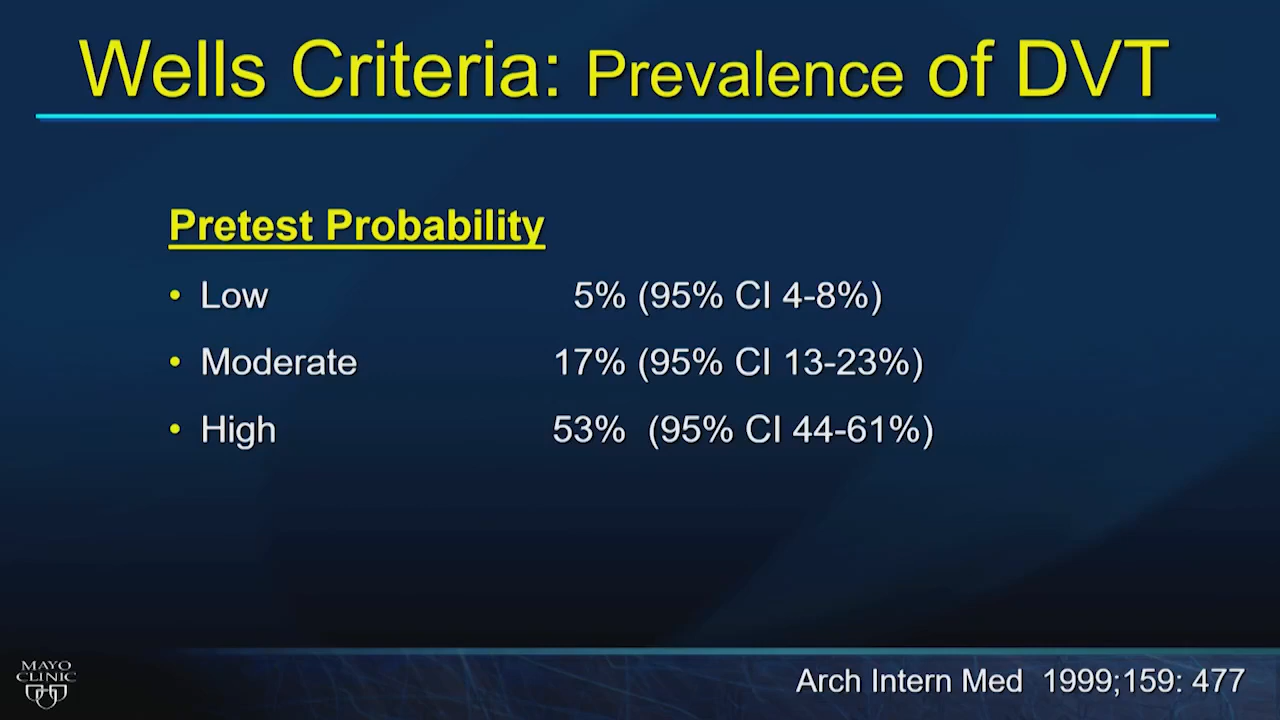 Wells Criteria: Prevalence of DVT
Pretest Probability
• Low 5% (95% CI 4-8%)
• Moderate 17% (95% CI 13-23%)
• High 53% (95% CI 44-61%)
MAYO
CLINIC
Arch Intern Med 1999;159: 477